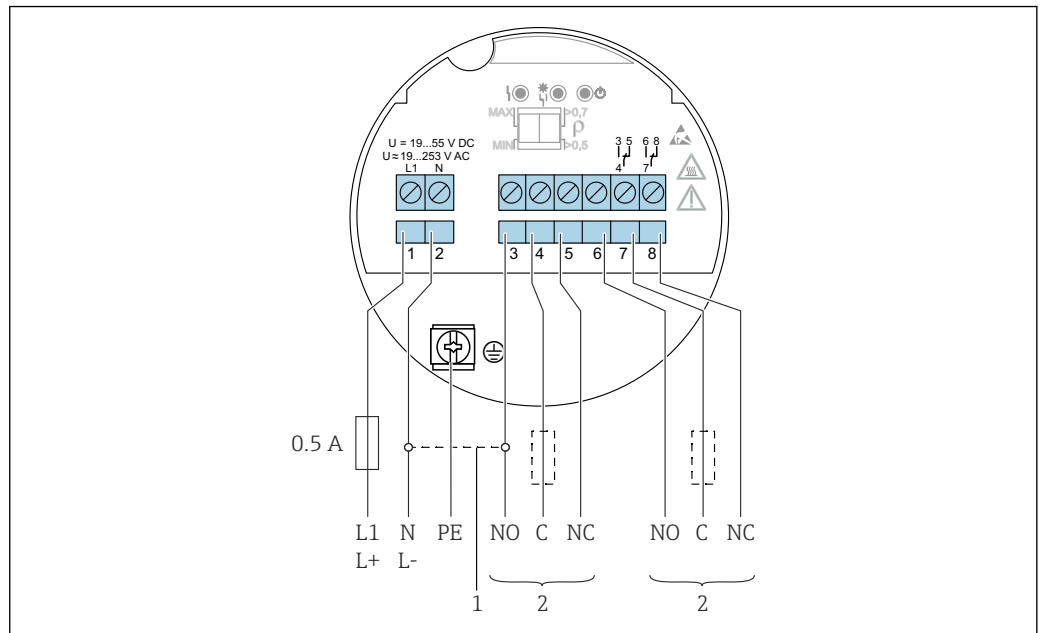 MAX >0,7
ρ
MIN >0,5
U = 19...55 V DC
U≈19...253 V AC
L1 N
3 5
4
6 8
7
1 2 3 4 5 6 7 8
0.5 A
L1 N PE NO C NC NO C NC
L+ L-
1 2 2